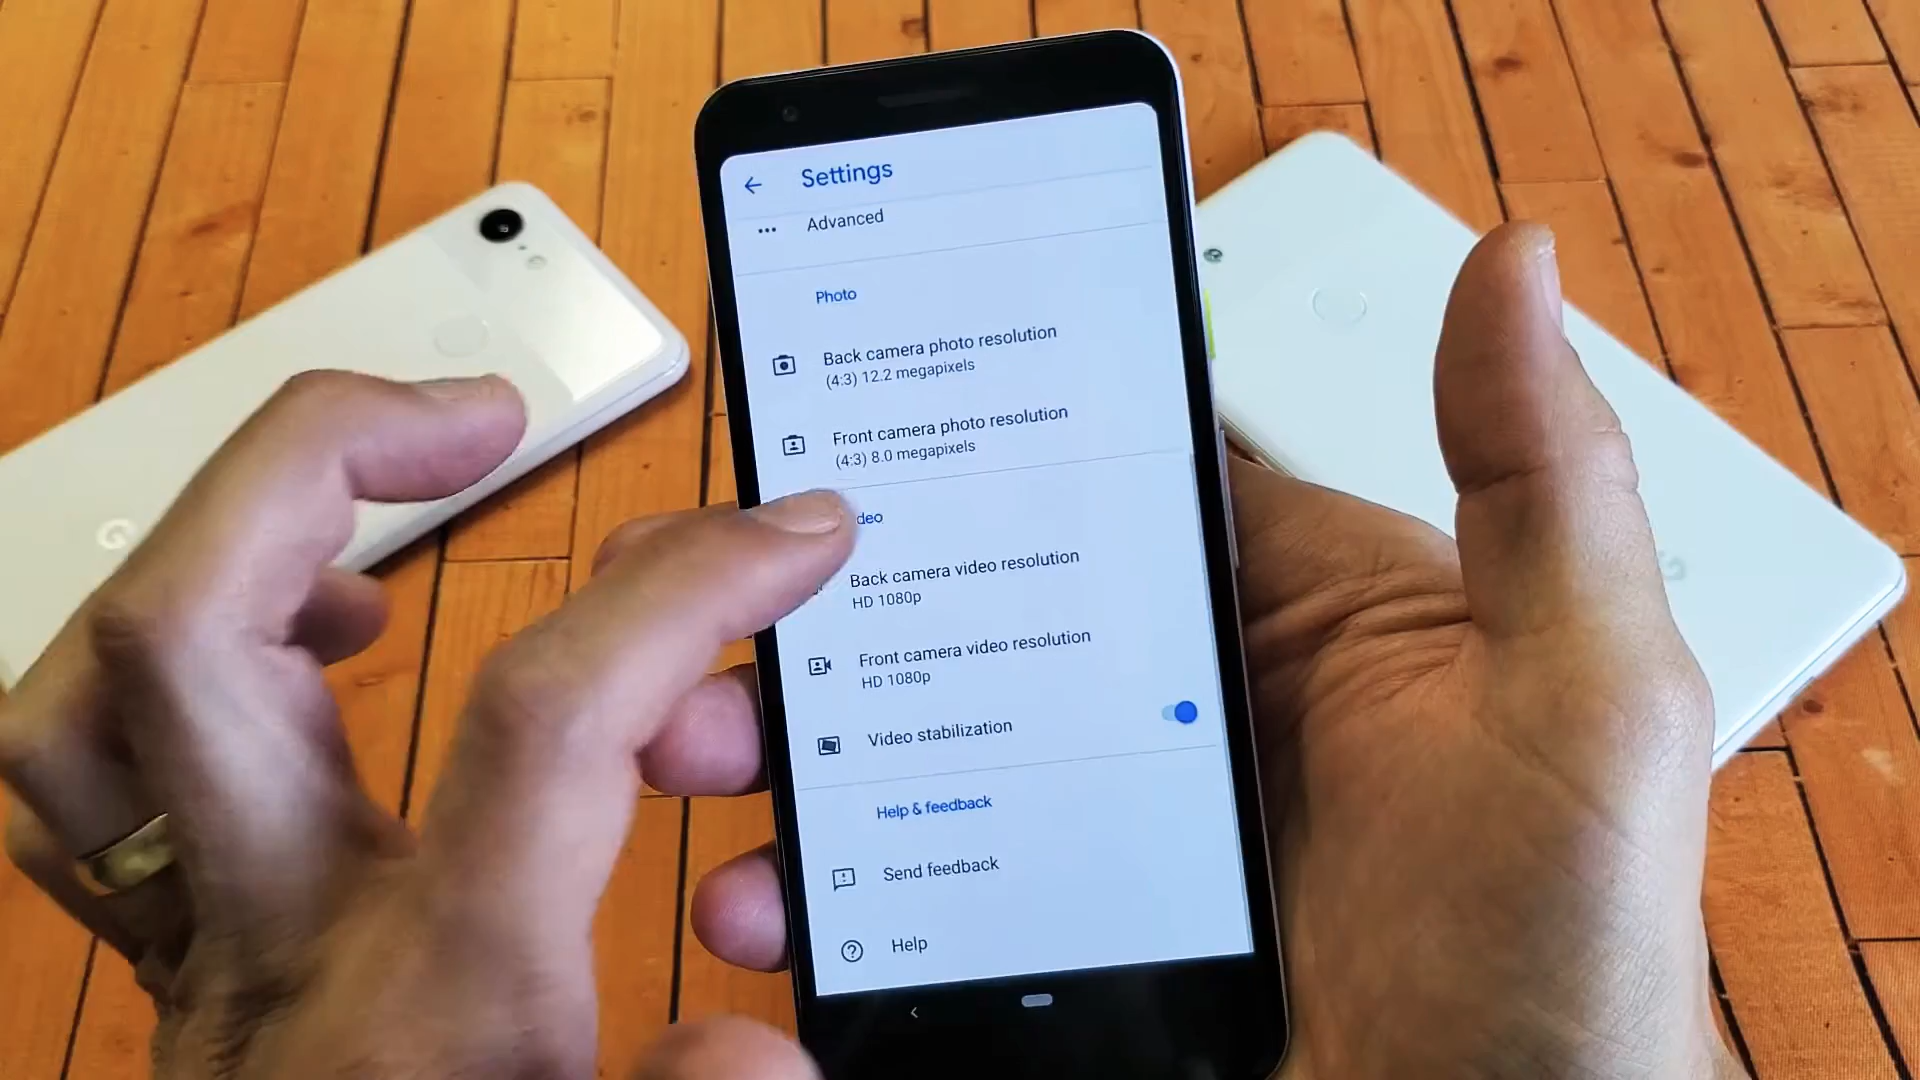 Settings
Advanced
Photo
Back camera photo resolution
(4:3) 12.2 megapixels
Front camera photo resolution
(4:3) 8.0 megapixels
deo
Back camera video resolution
HD 1080p
Front camera video resolution
HD 1080p
Video stabilization
Help & feedback
Send feedback
Help
G
G